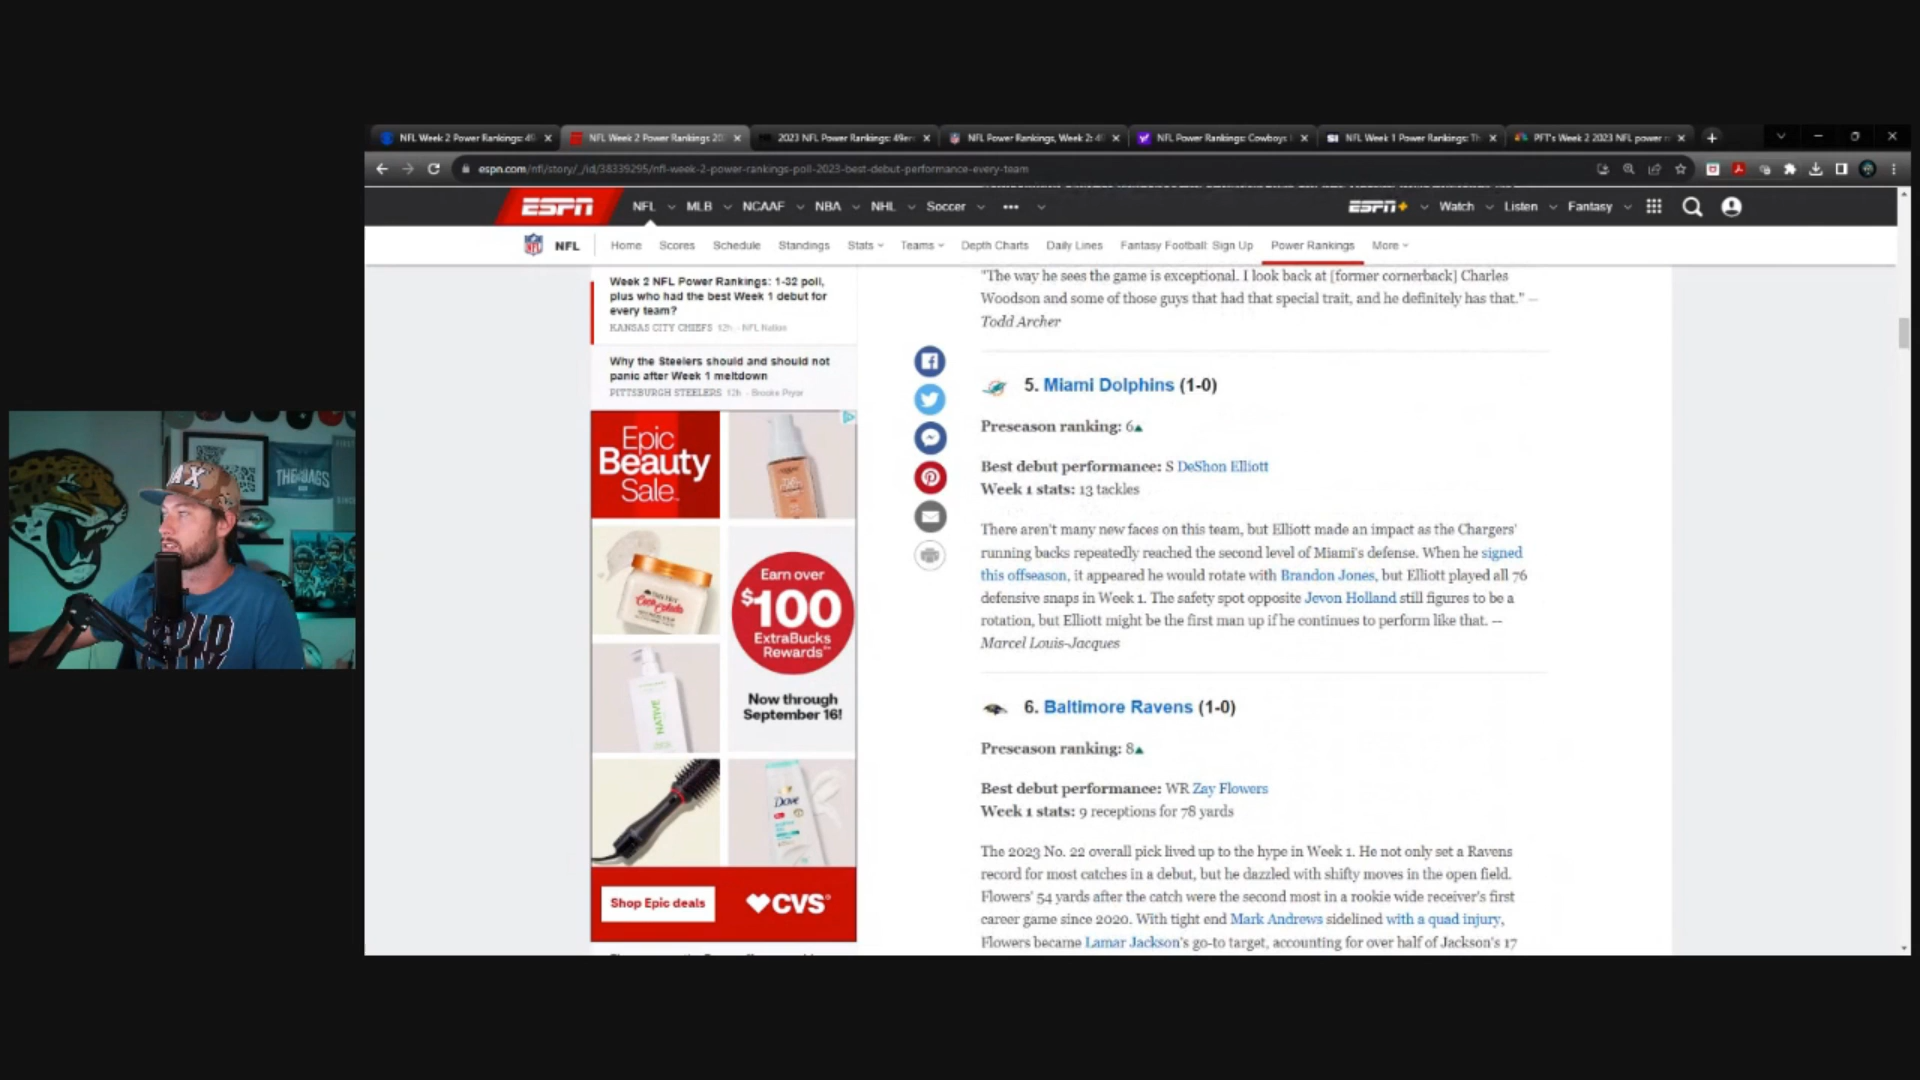 NFL Week 2 Power Rankings: 49
NFL Week 2 Power Rankings 20
2023 NFL Power Rankings: 49er
NFL Power Rankings, Week 2: 4
NFL Power Rankings: Cowboys
NFL Week 1 Power Rankings: Th
PFT's Week 2 2023 NFL power r
espn.com/nfl/story/_/id/38339295/nfl-week-2-power-rankings-poll-2023-best-debut-performance-every-team
ESPN NFL MLB NCAAF NBA NHL Soccer ••• ESPN+ Watch Listen Fantasy
NFL Home Scores Schedule Standings Stats Teams Depth Charts Daily Lines Fantasy Football: Sign Up Power Rankings More
Week 2 NFL Power Rankings: 1-32 poll,
plus who had the best Week 1 debut for
every team?
KANSAS CITY CHIEFS 12h - NFL Nation
Why the Steelers should and should not
panic after Week 1 meltdown
PITTSBURGH STEELERS 12h - Brooke Pryor
Epic
Beauty
Sale
Earn over
$100
ExtraBucks
Rewards
Now through
September 16!
NATIVE
Dove
Shop Epic deals
CVS
"The way he sees the game is exceptional. I look back at [former cornerback] Charles
Woodson and some of those guys that had that special trait, and he definitely has that." --
Todd Archer
5. Miami Dolphins (1-0)
Preseason ranking: 6▲
Best debut performance: S DeShon Elliott
Week 1 stats: 13 tackles
There aren't many new faces on this team, but Elliott made an impact as the Chargers'
running backs repeatedly reached the second level of Miami's defense. When he signed
this offseason, it appeared he would rotate with Brandon Jones, but Elliott played all 76
defensive snaps in Week 1. The safety spot opposite Jevon Holland still figures to be a
rotation, but Elliott might be the first man up if he continues to perform like that. --
Marcel Louis-Jacques
6. Baltimore Ravens (1-0)
Preseason ranking: 8▲
Best debut performance: WR Zay Flowers
Week 1 stats: 9 receptions for 78 yards
The 2023 No. 22 overall pick lived up to the hype in Week 1. He not only set a Ravens
record for most catches in a debut, but he dazzled with shifty moves in the open field.
Flowers' 54 yards after the catch were the second most in a rookie wide receiver's first
career game since 2020. With tight end Mark Andrews sidelined with a quad injury,
Flowers became Lamar Jackson's go-to target, accounting for over half of Jackson's 17